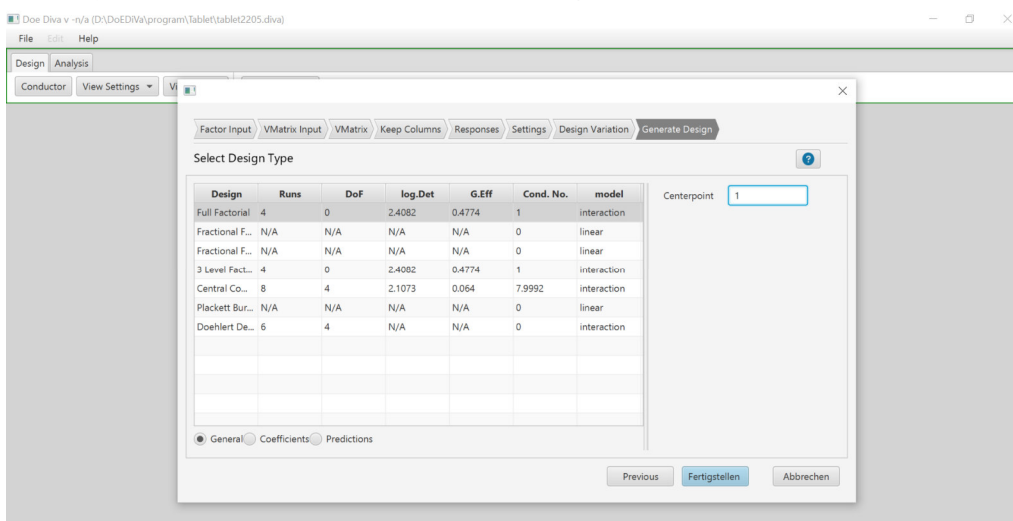 Doe Diva v -n/a (D:\DoEDiVa\program\Tablet\tablet2205.diva)
File Edit Help
Design Analysis
Conductor View Settings Vi
Factor Input VMatrix Input VMatrix Keep Columns Responses Settings Design Variation Generate Design
Select Design Type ?
Design Runs DoF log.Det G.Eff Cond. No. model
Centerpoint 1
Full Factorial 4 0 2.4082 0.4774 1 interaction
Fractional F... N/A N/A N/A N/A 0 linear
Fractional F... N/A N/A N/A N/A 0 linear
3 Level Fact... 4 0 2.4082 0.4774 1 interaction
Central Co... 8 4 2.1073 0.064 7.9992 interaction
Plackett Bur... N/A N/A N/A N/A 0 linear
Doehlert De... 6 4 N/A N/A 0 interaction
General Coefficients Predictions
Previous Fertigstellen Abbrechen